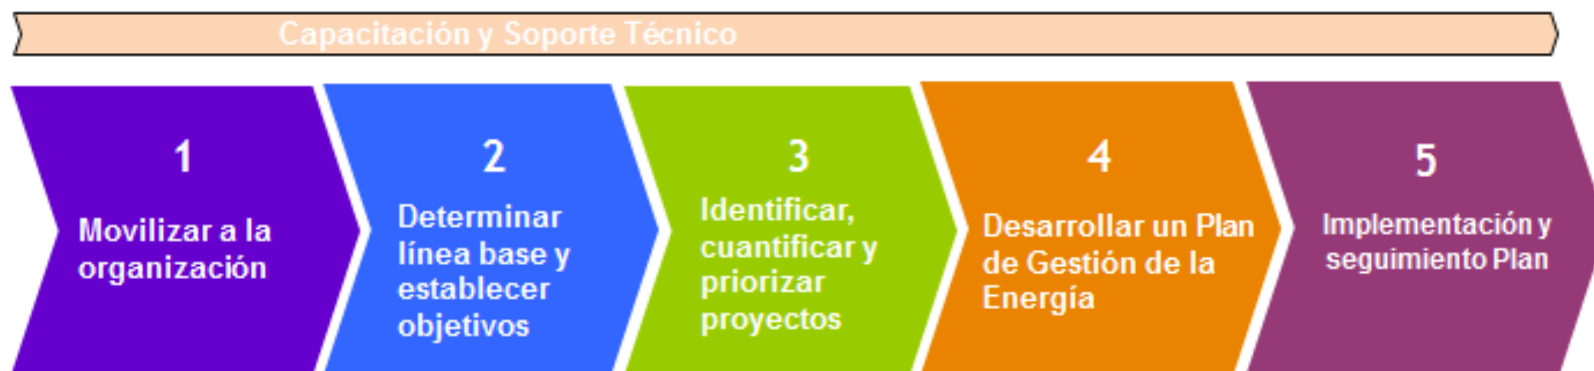 Capacitación y Soporte Técnico
1
Movilizar a la
organización
2
Determinar
línea base y
establecer
objetivos
3
Identificar,
cuantificar y
priorizar
proyectos
4
Desarrollar un Plan
de Gestión de la
Energía
5
Implementación y
seguimiento Plan